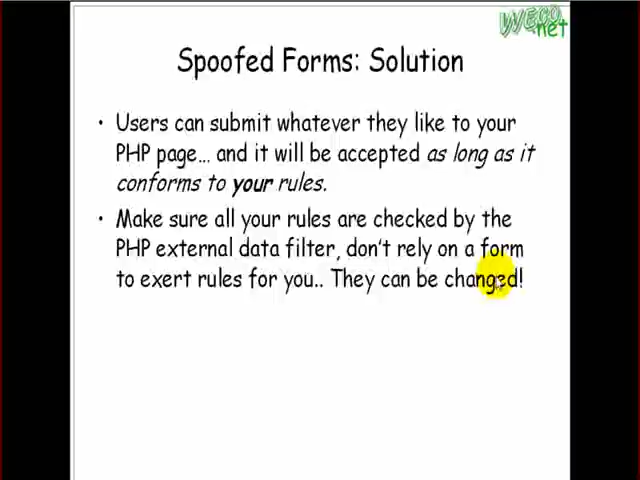 WECO
.net
Spoofed Forms: Solution
• Users can submit whatever they like to your
PHP page… and it will be accepted as long as it
conforms to your rules.
• Make sure all your rules are checked by the
PHP external data filter, don't rely on a form
to exert rules for you.. They can be changed!